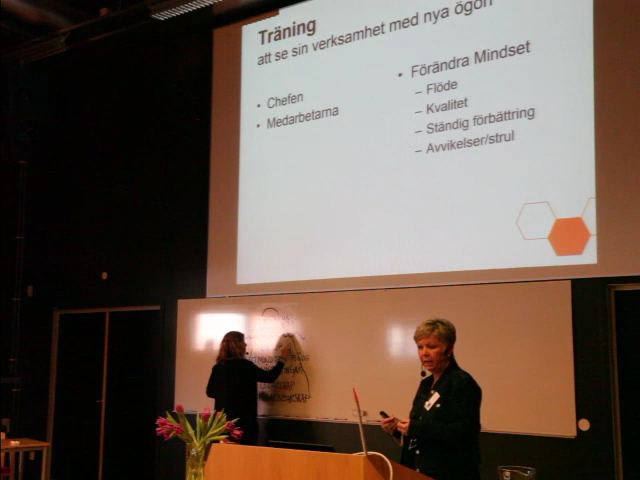 Träning
att se sin verksamhet med nya ögon
• Chefen
• Medarbetarna
• Förändra Mindset
– Flöde
– Kvalitet
– Ständig förbättring
– Avvikelser/strul